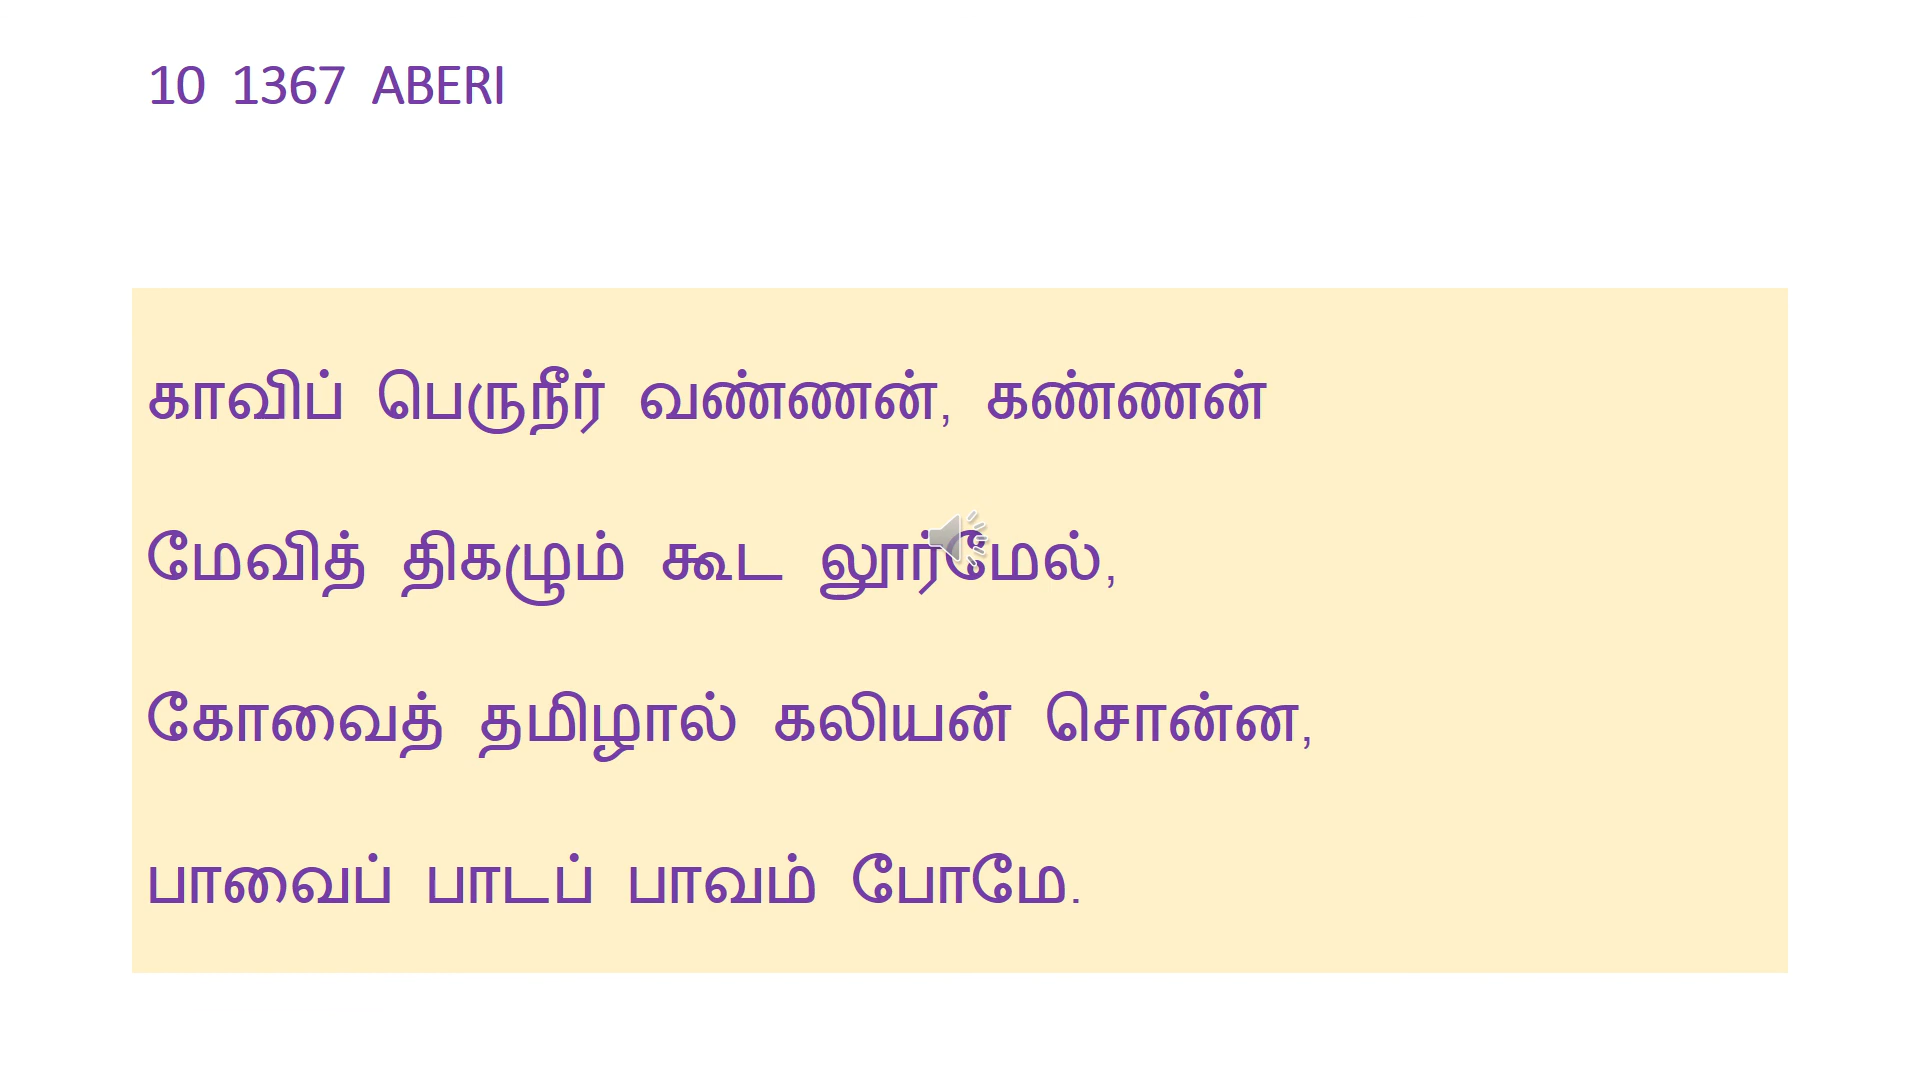 10 1367 ABERI
காவிப் பெருநீர் வண்ணன், கண்ணன்
மேவித் திகழும் கூட லூர்மேல்,
கோவைத் தமிழால் கலியன் சொன்ன,
பாவைப் பாடப் பாவம் போமே.